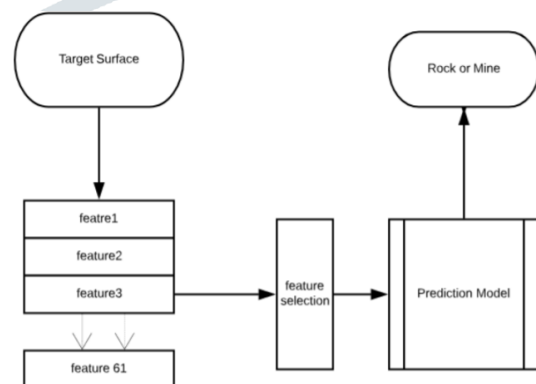 Target Surface
Rock or Mine
featre1
feature2
feature3
feature
selection
Prediction Model
feature 61